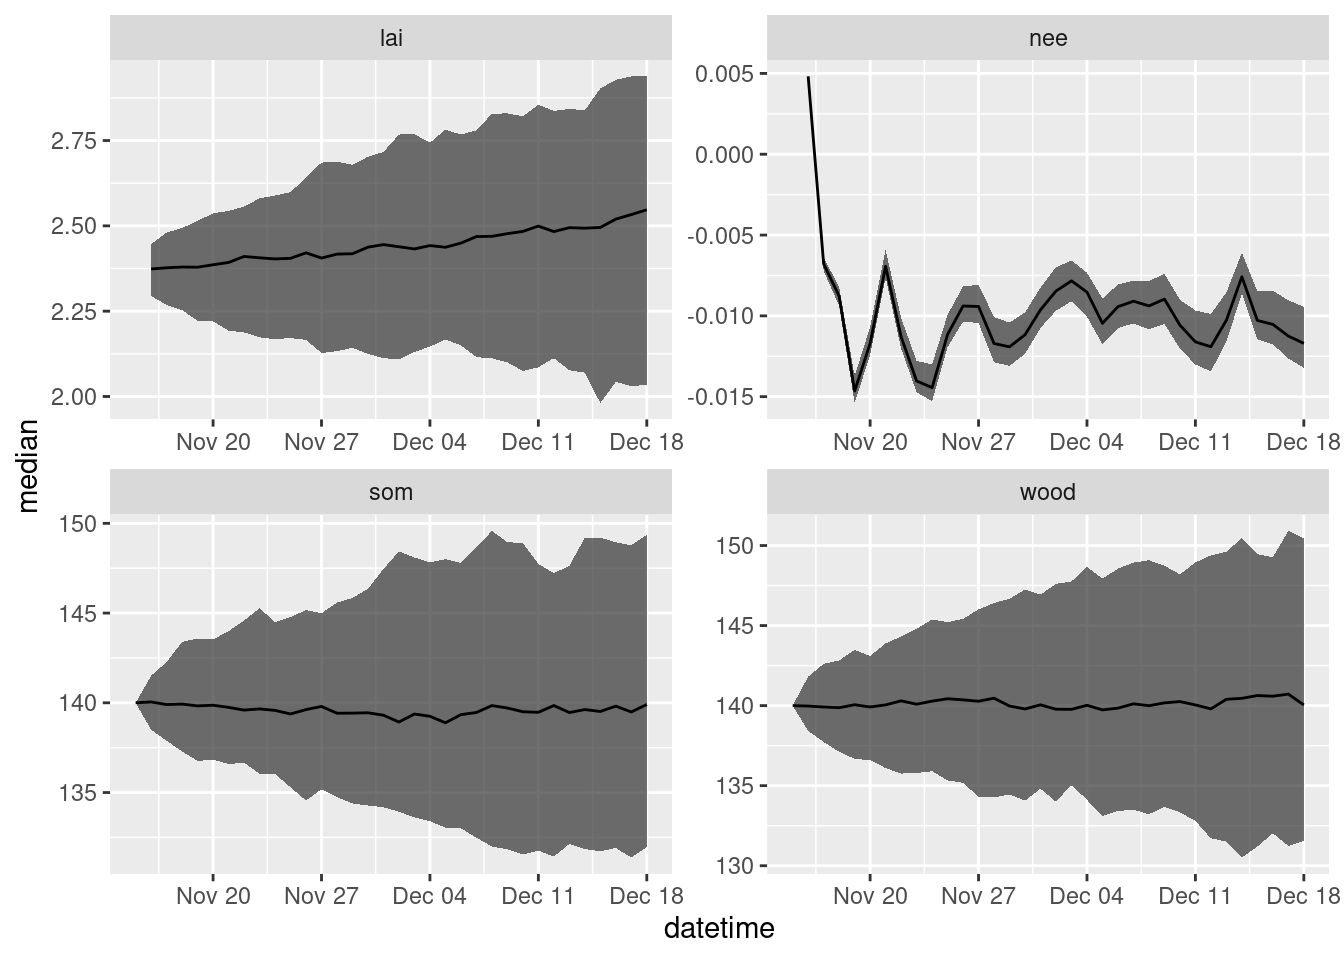 lai
nee
2.75
2.50
2.25
2.00
0.005
0.000
-0.005
-0.010
-0.015
Nov 20 Nov 27 Dec 04 Dec 11 Dec 18
Nov 20 Nov 27 Dec 04 Dec 11 Dec 18
median
som
wood
150
145
140
135
150
145
140
135
130
Nov 20 Nov 27 Dec 04 Dec 11 Dec 18
Nov 20 Nov 27 Dec 04 Dec 11 Dec 18
datetime